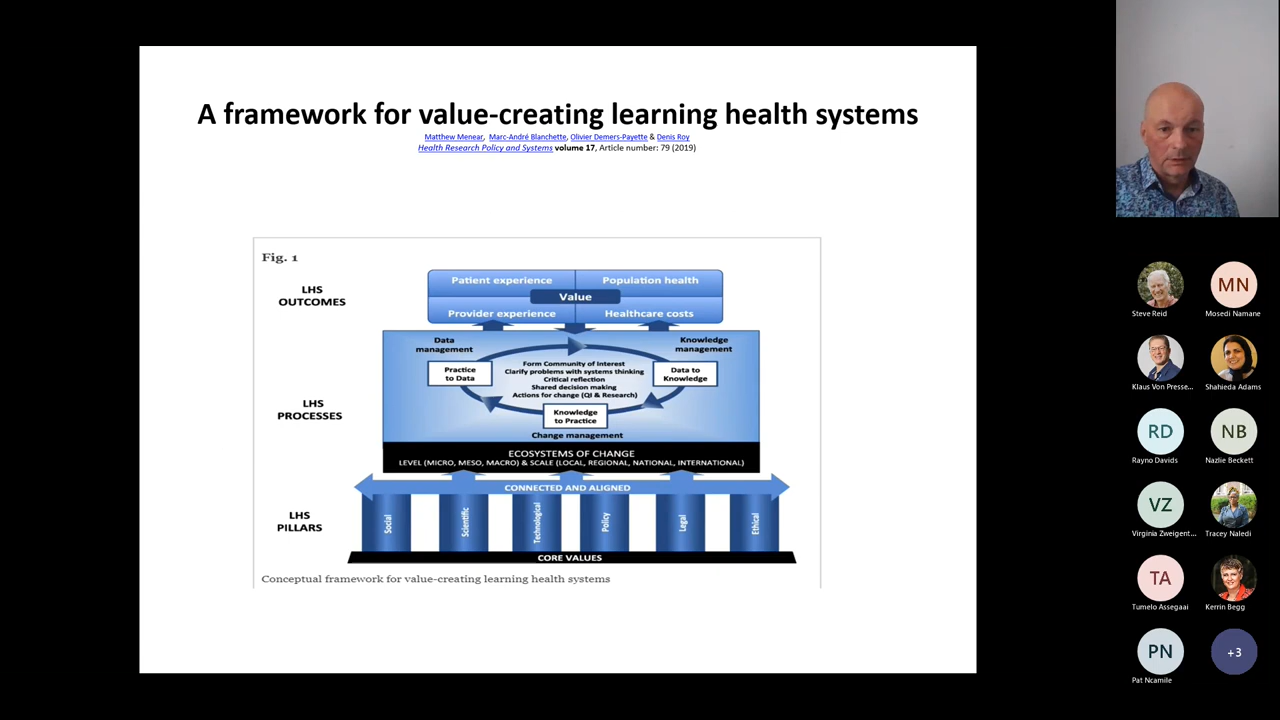 A framework for value-creating learning health systems
Matthew Menear, Marc-André Blanchette, Olivier Demers-Payette & Denis Roy
Health Research Policy and Systems volume 17, Article number: 79 (2019)
Fig. 1
LHS
OUTCOMES
Patient experience
Population health
Value
Provider experience
Healthcare costs
LHS
PROCESSES
Data
management
Knowledge
management
Practice
to Data
Form Community of Interest
Clarify problems with systems thinking
Critical reflection
Shared decision making
Actions for change (QI & Research)
Data to
Knowledge
Knowledge
to Practice
Change management
ECOSYSTEMS OF CHANGE
LEVEL (MICRO, MESO, MACRO) & SCALE (LOCAL, REGIONAL, NATIONAL, INTERNATIONAL)
CONNECTED AND ALIGNED
LHS
PILLARS
Social
Scientific
Technological
Policy
Legal
Ethical
CORE VALUES
Conceptual framework for value-creating learning health systems
Steve Reid
MN
Mosedi Namane
Klaus Von Presse...
Shahieda Adams
RD
Rayno Davids
NB
Nazlie Beckett
VZ
Virginia Zweigent...
Tracey Naledi
TA
Tumelo Assegaai
Kerrin Begg
PN
Pat Ncamile
+3